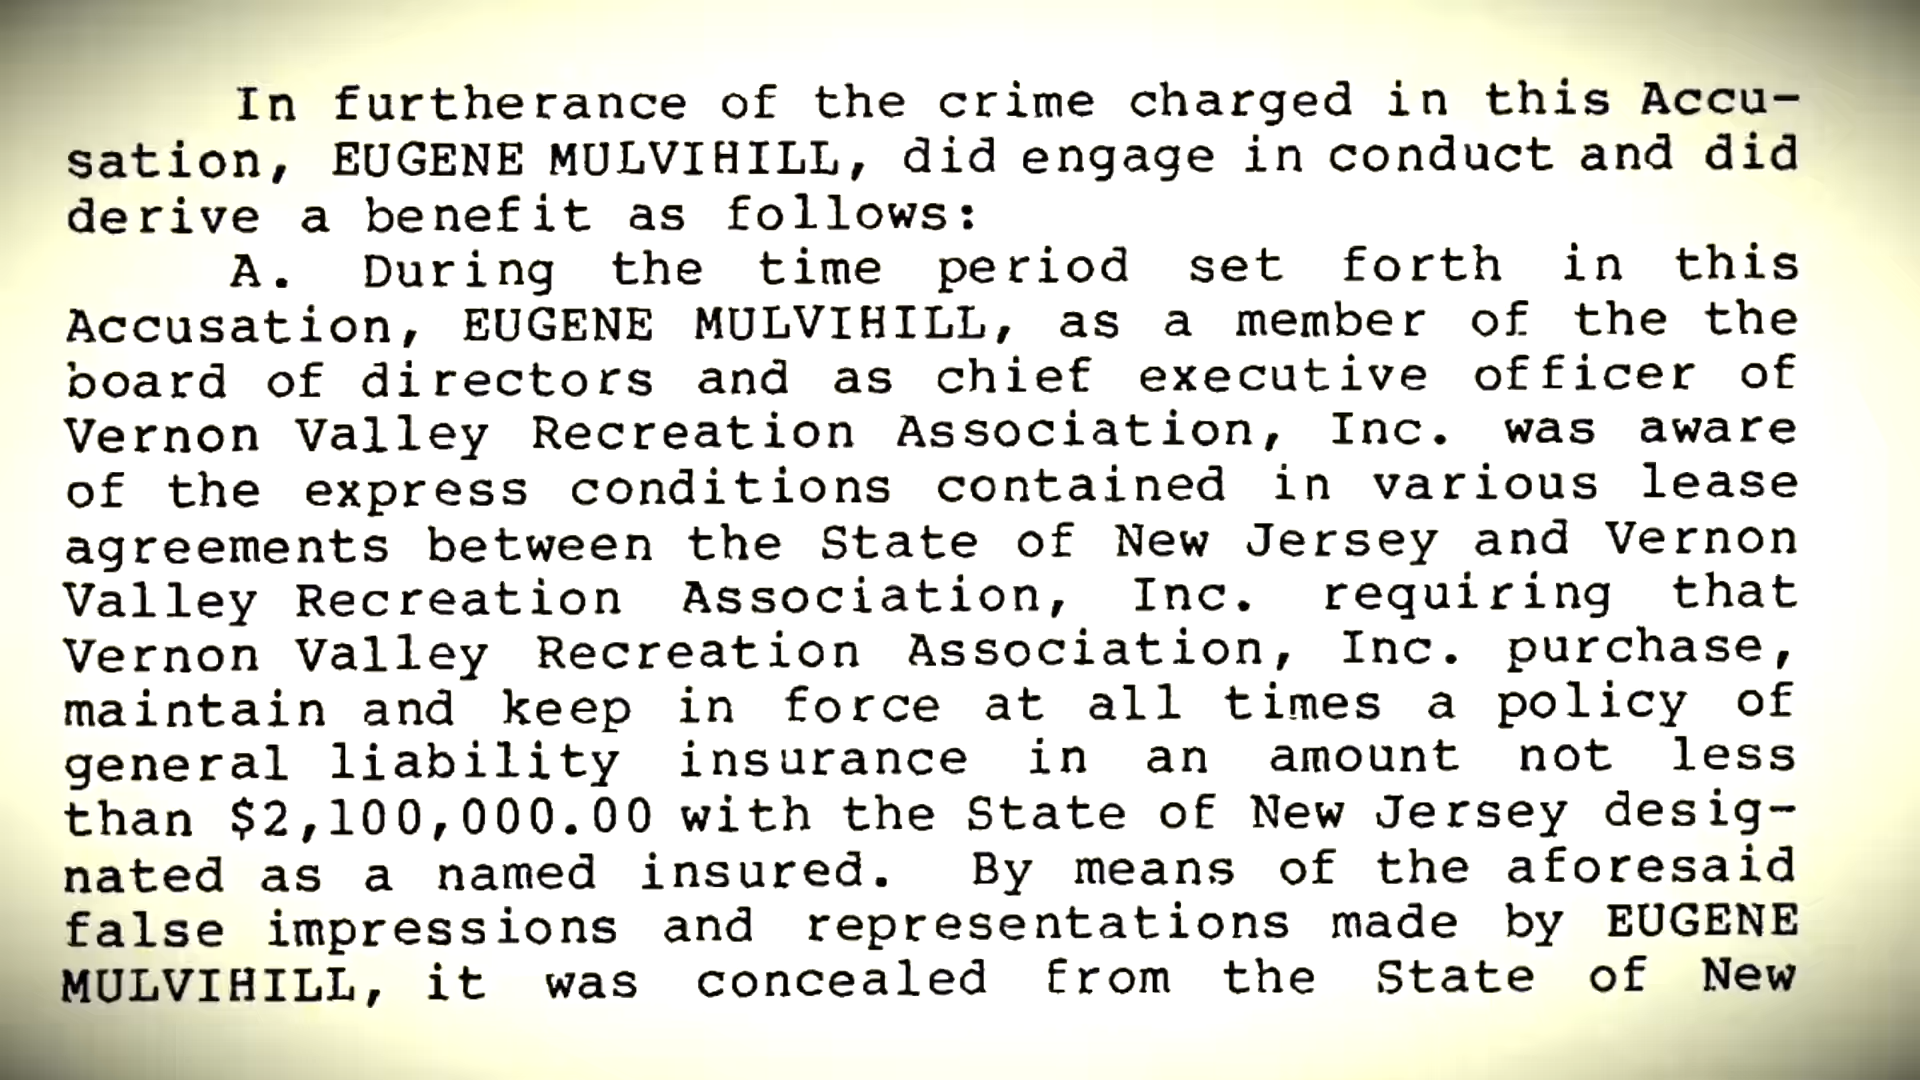 In furtherance of the crime charged in this Accu-
sation, EUGENE MULVIHILL, did engage in conduct and did
derive a benefit as follows:
A. During the time period set forth in this
Accusation, EUGENE MULVIHILL, as a member of the the
board of directors and as chief executive officer of
Vernon Valley Recreation Association, Inc. was aware
of the express conditions contained in various lease
agreements between the State of New Jersey and Vernon
Valley Recreation Association, Inc. requiring that
Vernon Valley Recreation Association, Inc. purchase,
maintain and keep in force at all times a policy of
general liability insurance in an amount not less
than $2,100,000.00 with the State of New Jersey desig-
nated as a named insured. By means of the aforesaid
false impressions and representations made by EUGENE
MULVIHILL, it was concealed from the State of New